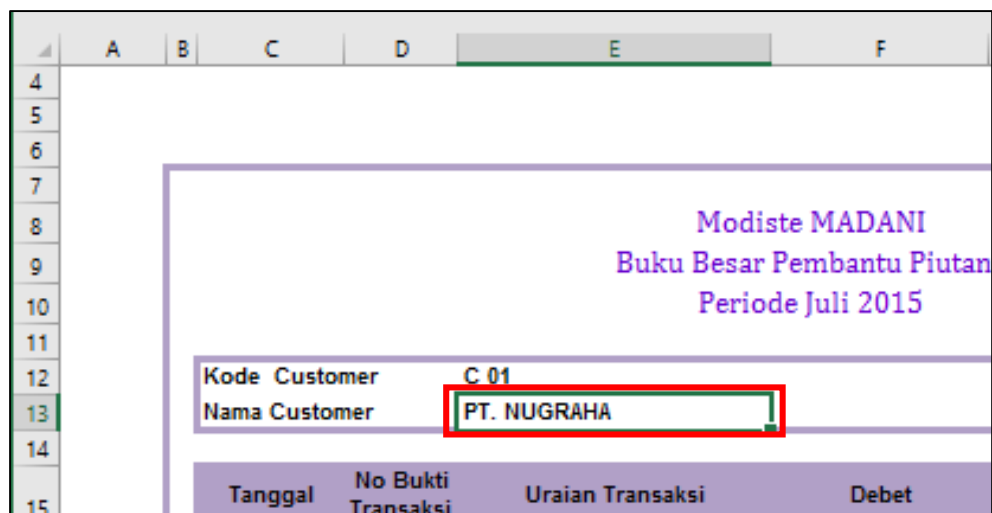 A B C D E F
4
5
6
7
8 Modiste MADANI
9 Buku Besar Pembantu Piutan
10 Periode Juli 2015
11
12 Kode Customer C 01
13 Nama Customer PT. NUGRAHA
14
15 Tanggal No Bukti Transaksi Uraian Transaksi Debet